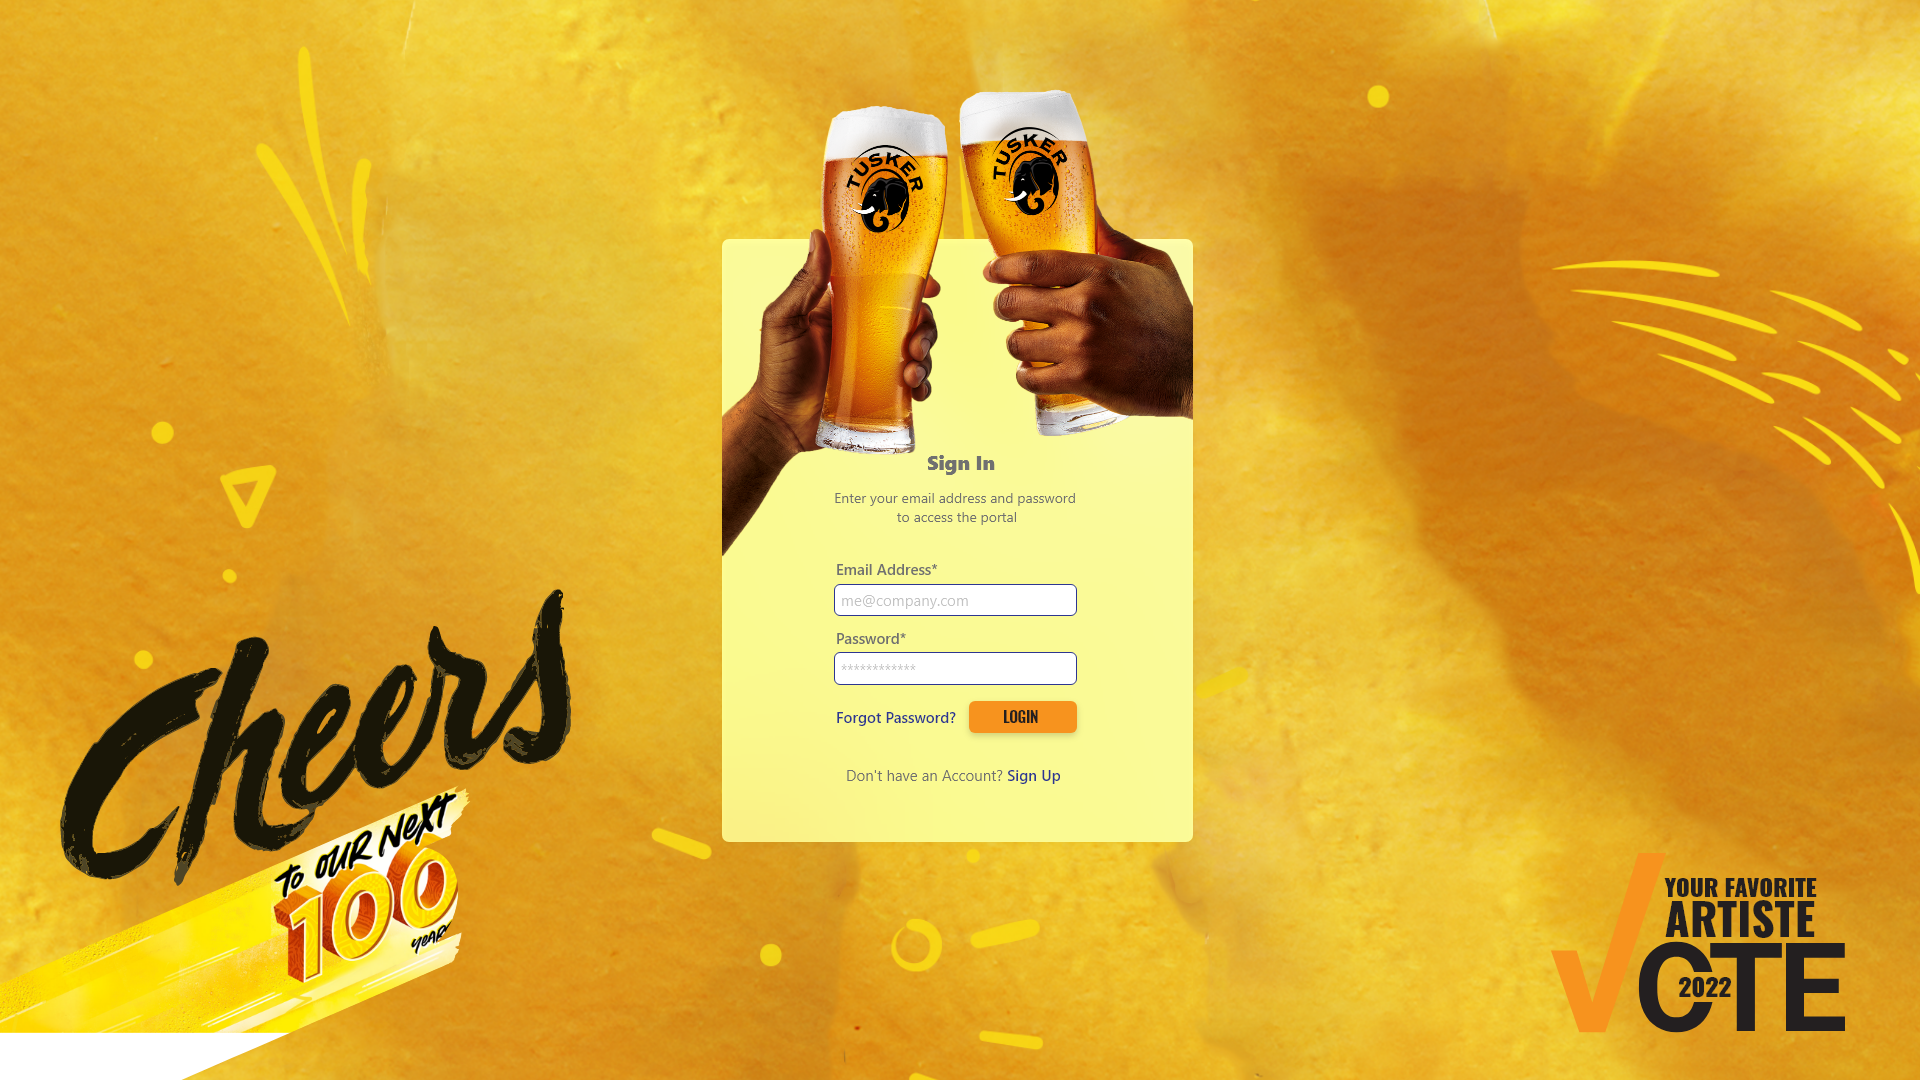 TUSKER
TUSKER
Sign In
Enter your email address and password
to access the portal
Email Address*
me@company.com
Password*
************
Forgot Password?
LOGIN
Don't have an Account? Sign Up
Cheers
to OUR NeXT
100
YEAR
YOUR FAVORITE
ARTISTE
VOTE
2022